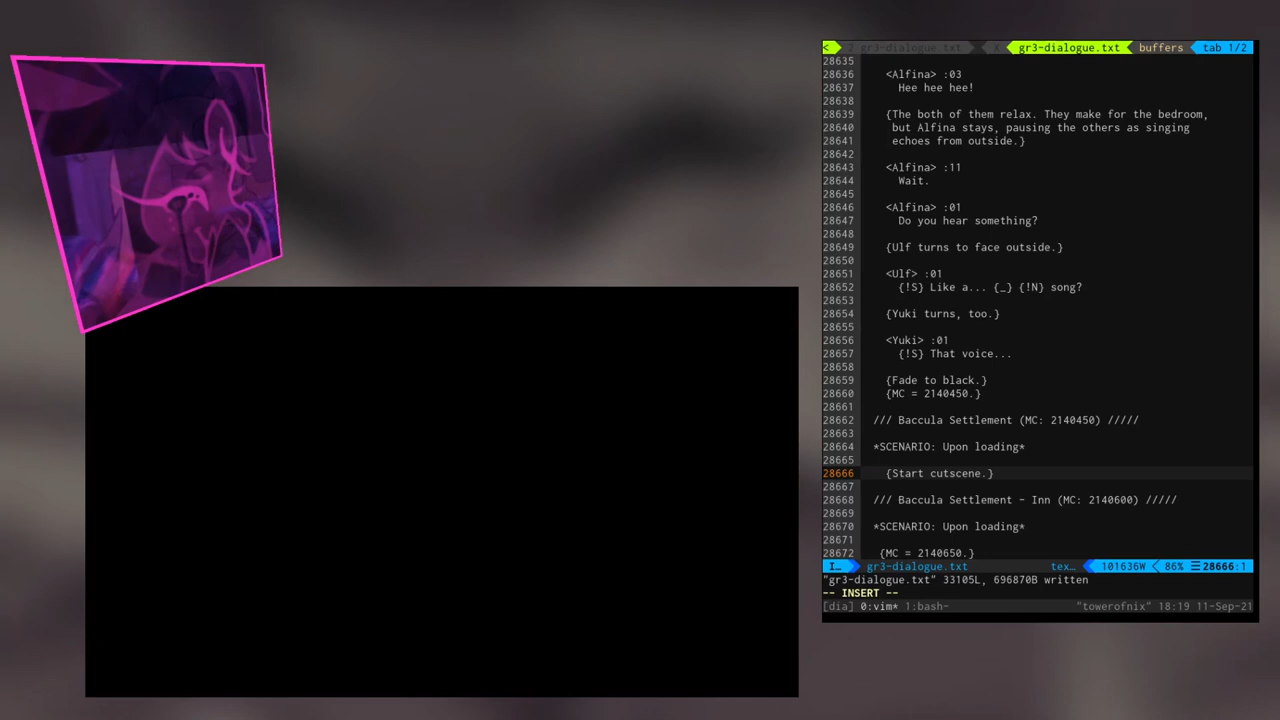 < 2 gr3-dialogue.txt X gr3-dialogue.txt buffers tab 1/2
28635
28636 <Alfina> :03
28637 Hee hee hee!
28638
28639 {The both of them relax. They make for the bedroom,
28640 but Alfina stays, pausing the others as singing
28641 echoes from outside.}
28642
28643 <Alfina> :11
28644 Wait.
28645
28646 <Alfina> :01
28647 Do you hear something?
28648
28649 {Ulf turns to face outside.}
28650
28651 <Ulf> :01
28652 {!S} Like a... {_} {!N} song?
28653
28654 {Yuki turns, too.}
28655
28656 <Yuki> :01
28657 {!S} That voice...
28658
28659 {Fade to black.}
28660 {MC = 2140450.}
28661
28662 /// Baccula Settlement (MC: 2140450) /////
28663
28664 *SCENARIO: Upon loading*
28665
28666 {Start cutscene.}
28667
28668 /// Baccula Settlement - Inn (MC: 2140600) /////
28669
28670 *SCENARIO: Upon loading*
28671
28672 {MC = 2140650.}
I… gr3-dialogue.txt tex… 101636W 86% ☰28666:1
"gr3-dialogue.txt" 33105L, 696870B written
-- INSERT --
[dia] 0:vim* 1:bash- "towerofnix" 18:19 11-Sep-21